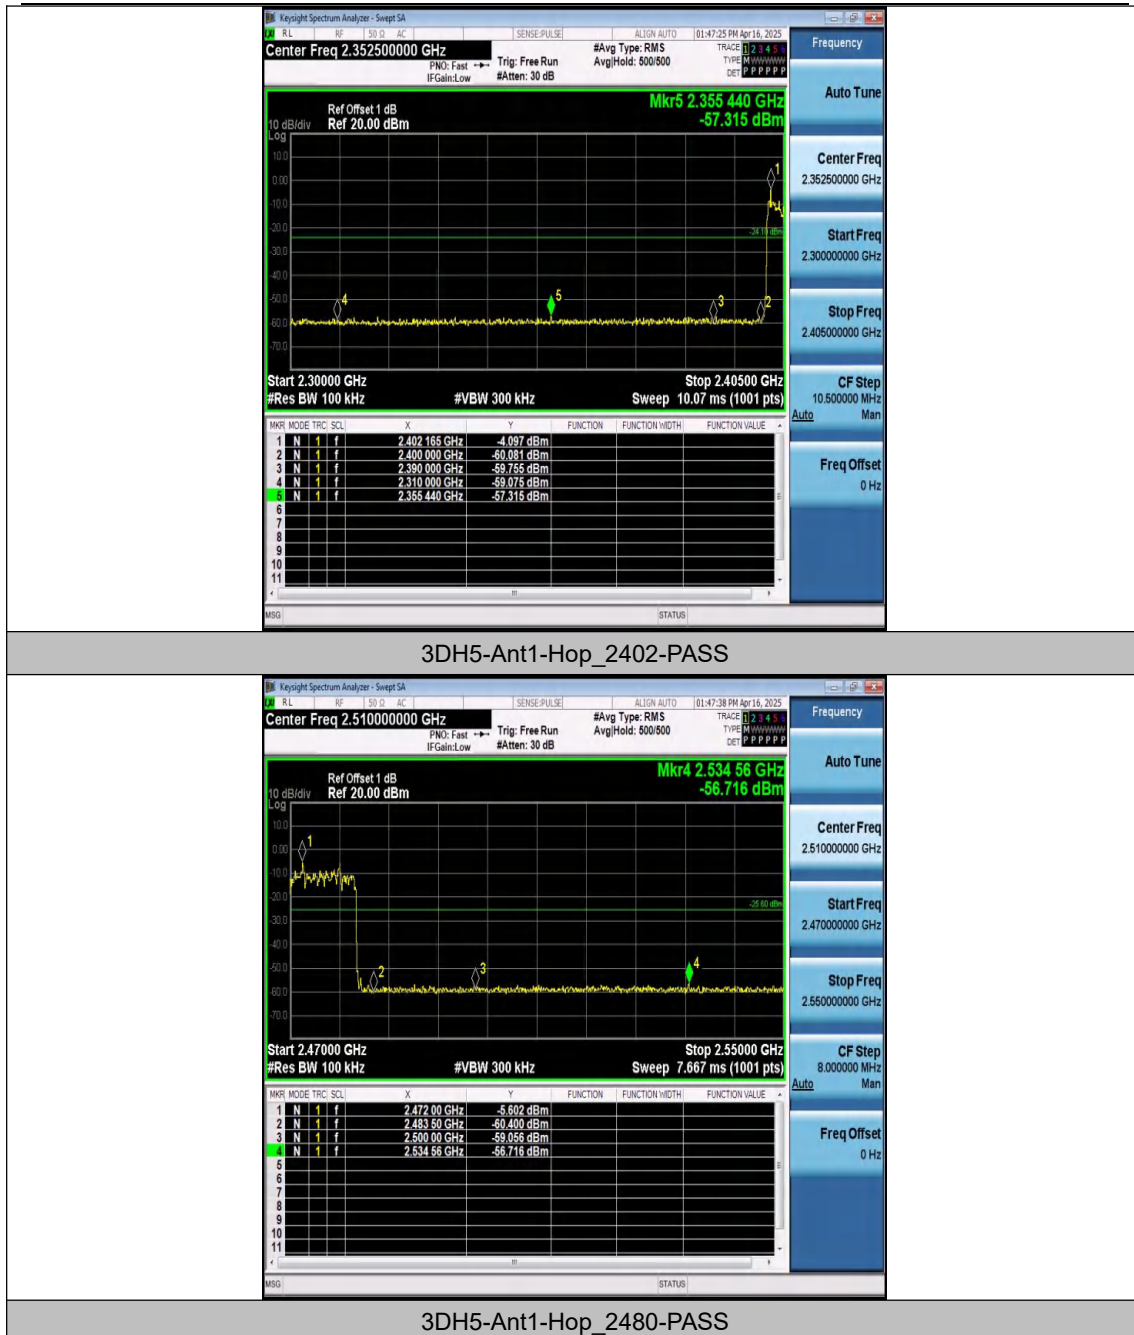 Keysight Spectrum Analyzer - Swept SA
RL RF 50 Ω AC SENSE:PULSE ALIGN AUTO 01:47:25 PM Apr 16, 2025
Center Freq 2.352500000 GHz #Avg Type: RMS TRACE 1 2 3 4 5 6
PNO: Fast Trig: Free Run Avg|Hold: 500/500 TYPE M WWWWW
IFGain:Low #Atten: 30 dB DET P P P P P P
Frequency
Auto Tune
Center Freq
2.352500000 GHz
Start Freq
2.300000000 GHz
Stop Freq
2.405000000 GHz
CF Step
10.500000 MHz
Auto Man
Freq Offset
0 Hz
Mkr5 2.355 440 GHz
Ref Offset 1 dB
-57.315 dBm
10 dB/div Ref 20.00 dBm
Log
10.0
0.00
-10.0
-20.0
-30.0
-40.0
-50.0
-60.0
-70.0
1
-24.10 dBm
4 5 3 2
Start 2.30000 GHz Stop 2.40500 GHz
#Res BW 100 kHz #VBW 300 kHz Sweep 10.07 ms (1001 pts)
MKR MODE TRC SCL X Y FUNCTION FUNCTION WIDTH FUNCTION VALUE
1 N 1 f 2.402 165 GHz -4.097 dBm
2 N 1 f 2.400 000 GHz -60.081 dBm
3 N 1 f 2.390 000 GHz -59.755 dBm
4 N 1 f 2.310 000 GHz -59.075 dBm
5 N 1 f 2.355 440 GHz -57.315 dBm
6
7
8
9
10
11
MSG STATUS
3DH5-Ant1-Hop_2402-PASS
Keysight Spectrum Analyzer - Swept SA
RL RF 50 Ω AC SENSE:PULSE ALIGN AUTO 01:47:38 PM Apr 16, 2025
Center Freq 2.510000000 GHz #Avg Type: RMS TRACE 1 2 3 4 5 6
PNO: Fast Trig: Free Run Avg|Hold: 500/500 TYPE M WWWWW
IFGain:Low #Atten: 30 dB DET P P P P P P
Frequency
Auto Tune
Center Freq
2.510000000 GHz
Start Freq
2.470000000 GHz
Stop Freq
2.550000000 GHz
CF Step
8.000000 MHz
Auto Man
Freq Offset
0 Hz
Mkr4 2.534 56 GHz
Ref Offset 1 dB
-56.716 dBm
10 dB/div Ref 20.00 dBm
Log
10.0
0.00
-10.0
-20.0
-30.0
-40.0
-50.0
-60.0
-70.0
1
-25.60 dBm
2 3 4
Start 2.47000 GHz Stop 2.55000 GHz
#Res BW 100 kHz #VBW 300 kHz Sweep 7.667 ms (1001 pts)
MKR MODE TRC SCL X Y FUNCTION FUNCTION WIDTH FUNCTION VALUE
1 N 1 f 2.472 00 GHz -5.602 dBm
2 N 1 f 2.483 50 GHz -60.400 dBm
3 N 1 f 2.500 00 GHz -59.056 dBm
4 N 1 f 2.534 56 GHz -56.716 dBm
5
6
7
8
9
10
11
MSG STATUS
3DH5-Ant1-Hop_2480-PASS